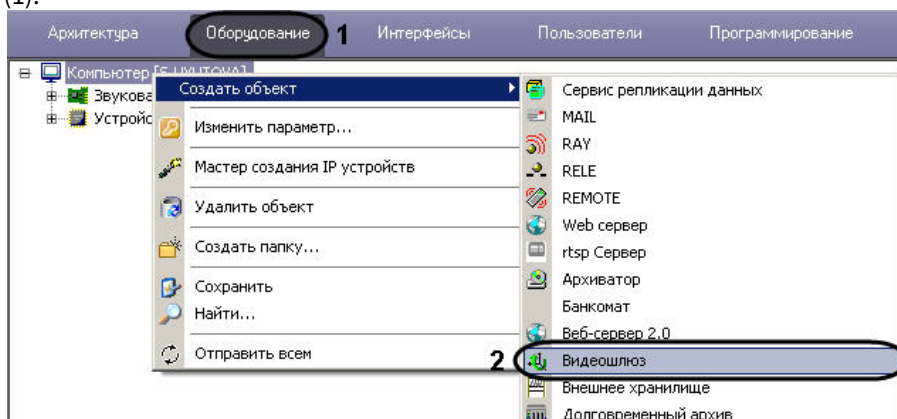 (1).
Архитектура Оборудование 1 Интерфейсы Пользователи Программирование
Компьютер
Создать объект
Изменить параметр...
Мастер создания IP устройств
Удалить объект
Создать папку...
Сохранить
Найти...
Отправить всем
Сервис репликации данных
MAIL
RAY
RELE
REMOTE
Web сервер
rtsp Сервер
Архиватор
Банкомат
Веб-сервер 2.0
2 Видеошлюз
Внешнее хранилище
Долговременный архив